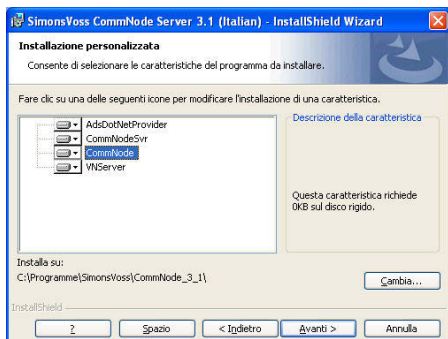 SimonsVoss CommNode Server 3.1 (Italian) - InstallShield Wizard
Installazione personalizzata
Consente di selezionare le caratteristiche del programma da installare.
Fare clic su una delle seguenti icone per modificare l'installazione di una caratteristica.
AdsDotNetProvider
CommNodeSvr
CommNode
VNServer
Descrizione della caratteristica
Questa caratteristica richiede
0KB sul disco rigido.
Installa su:
C:\Programme\SimonsVoss\CommNode_3_1\
Cambia...
InstallShield
?
Spazio
< Indietro
Avanti >
Annulla